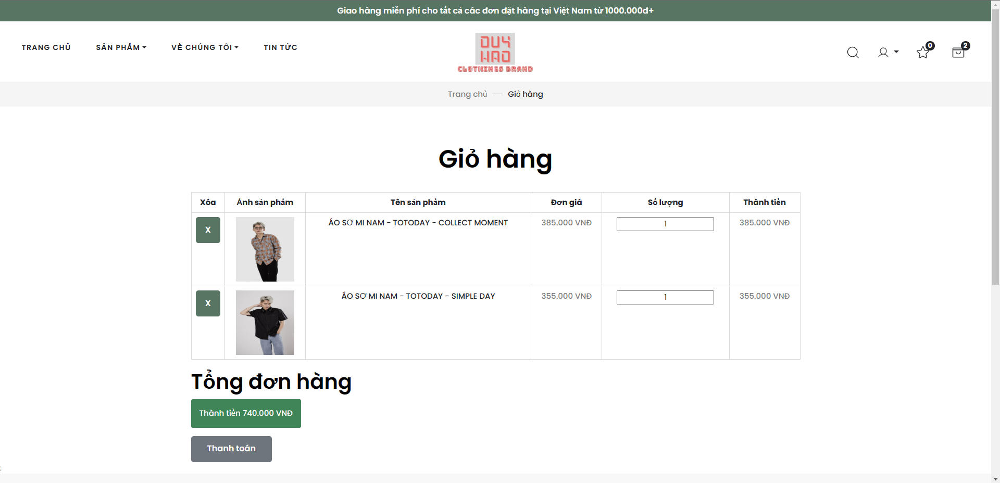 Giao hàng miễn phí cho tất cả các đơn đặt hàng tại Việt Nam từ 1000.000đ+
TRANG CHỦ SẢN PHẨM VỀ CHÚNG TÔI TIN TỨC
DUY
HAO
CLOTHINGS BRAND
0
2
Trang chủ — Giỏ hàng
Giỏ hàng
Xóa Ảnh sản phẩm Tên sản phẩm Đơn giá Số lượng Thành tiền
X ÁO SƠ MI NAM - TOTODAY - COLLECT MOMENT 385.000 VNĐ 1 385.000 VNĐ
X ÁO SƠ MI NAM - TOTODAY - SIMPLE DAY 355.000 VNĐ 1 355.000 VNĐ
Tổng đơn hàng
Thành tiền 740.000 VNĐ
Thanh toán
;